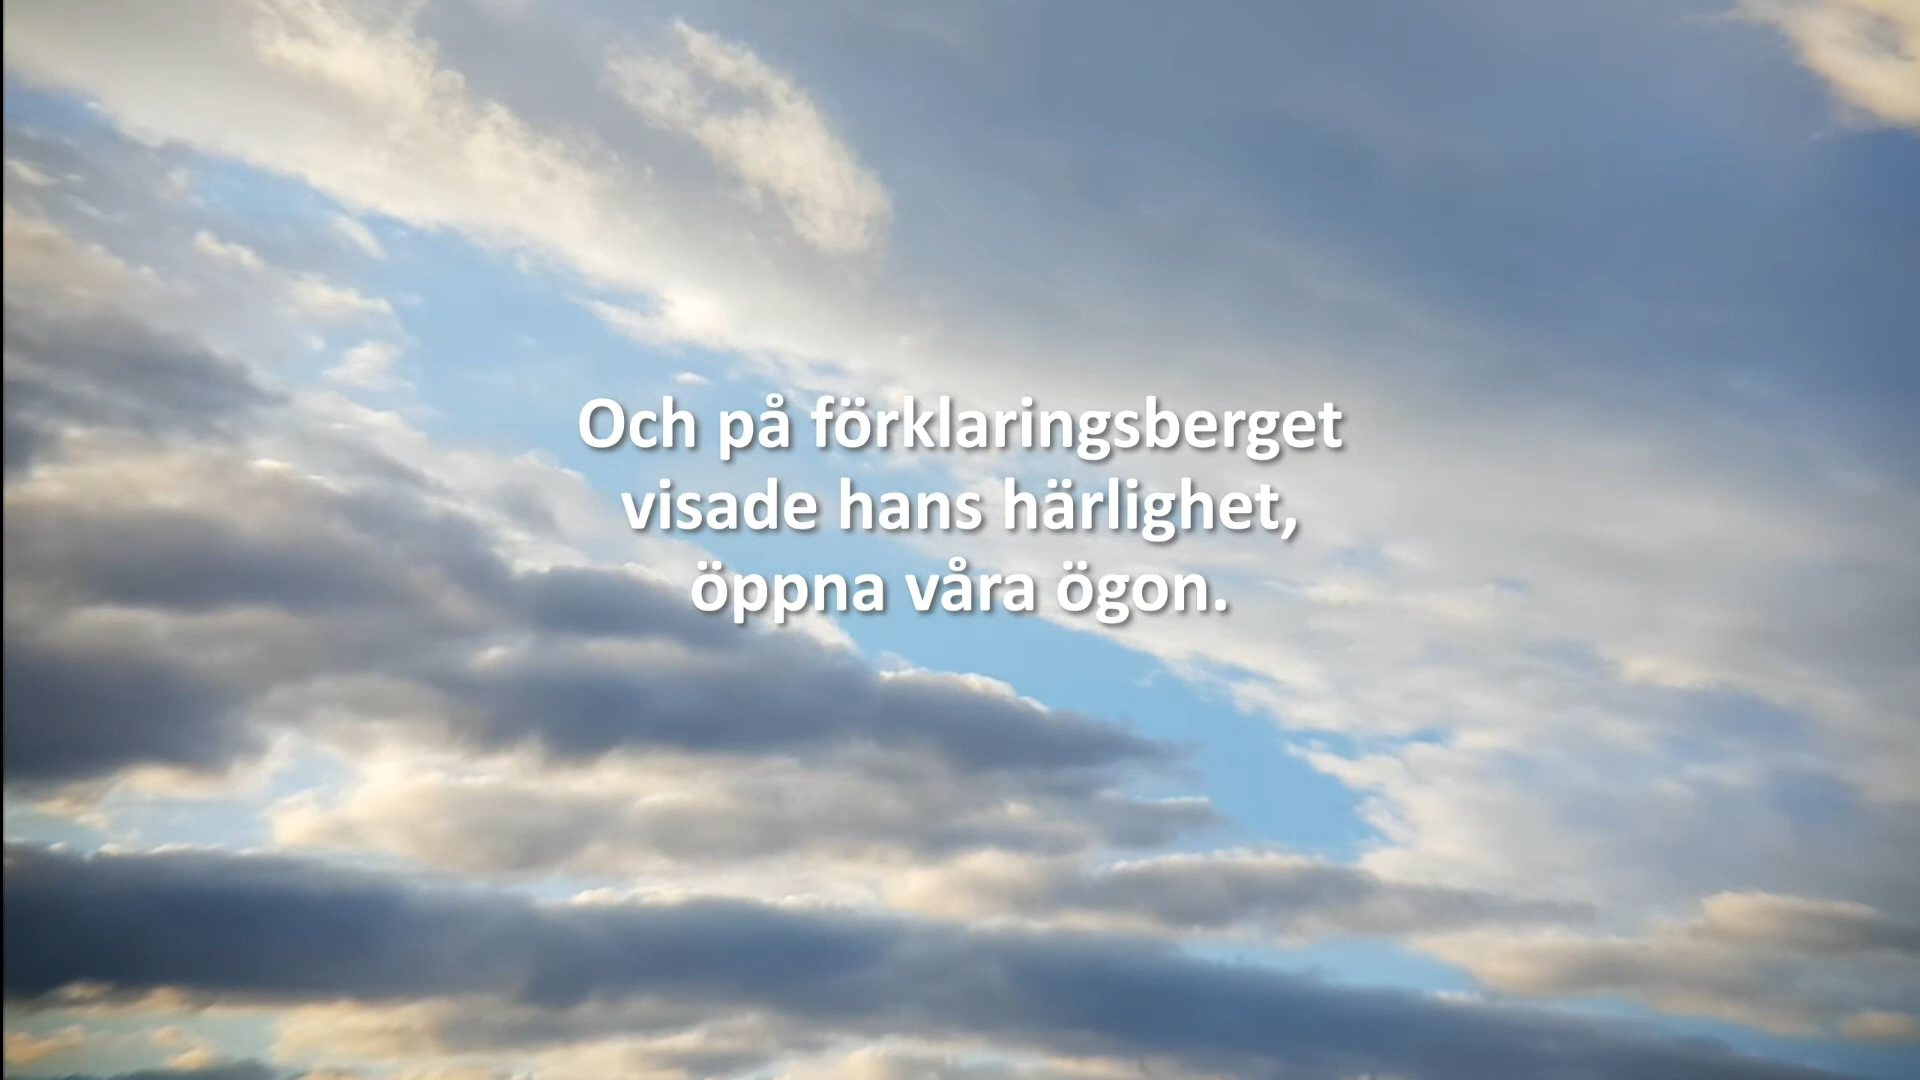 Och på förklaringsberget
visade hans härlighet,
öppna våra ögon.